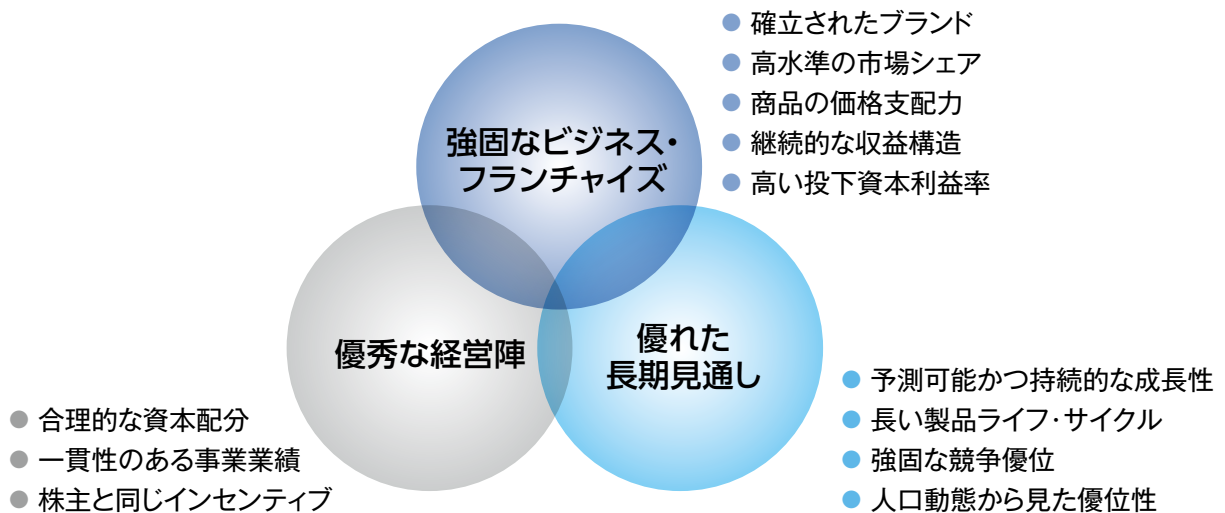 強固なビジネス・
フランチャイズ
● 確立されたブランド
● 高水準の市場シェア
● 商品の価格支配力
● 継続的な収益構造
● 高い投下資本利益率
優秀な経営陣
● 合理的な資本配分
● 一貫性のある事業業績
● 株主と同じインセンティブ
優れた
長期見通し
● 予測可能かつ持続的な成長性
● 長い製品ライフ・サイクル
● 強固な競争優位
● 人口動態から見た優位性